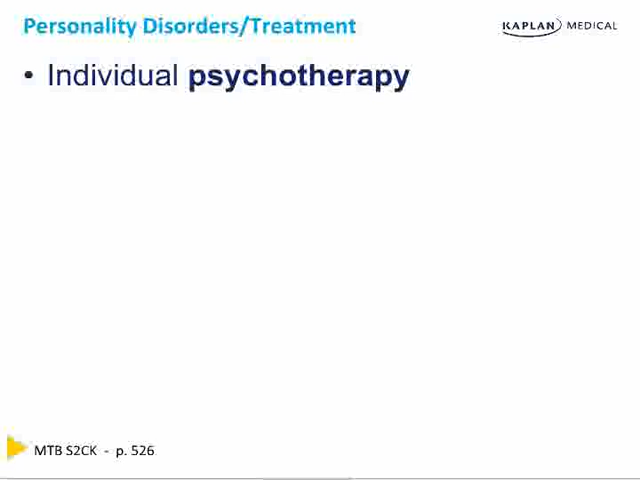 Personality Disorders/Treatment
KAPLAN MEDICAL
• Individual psychotherapy
MTB S2CK - p. 526